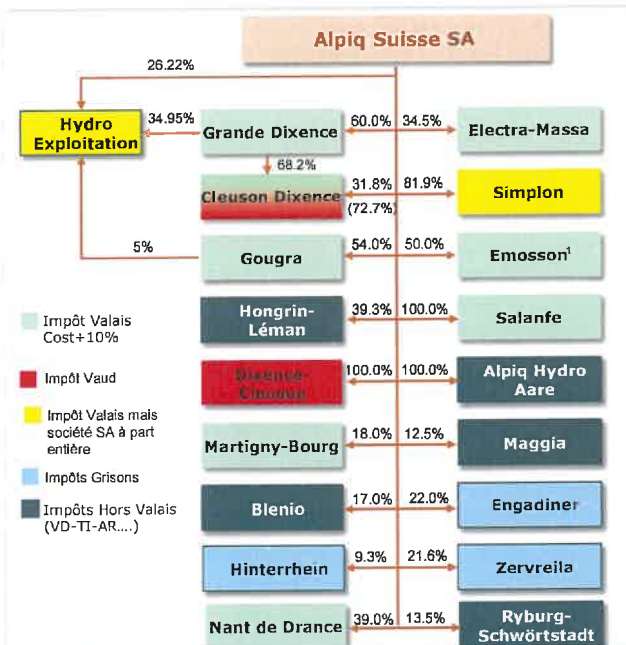 Alpiq Suisse SA
26.22%
Hydro
Exploitation
34.95%
Grande Dixence
60.0%
34.5%
Electra-Massa
68.2%
Cleuson Dixence
31.8%
(72.7%)
81.9%
Simplon
5%
Gougra
54.0%
50.0%
Emosson¹
Hongrin-
Léman
39.3%
100.0%
Salanfe
Dixence-
100.0%
100.0%
Alpiq Hydro
Aare
Martigny-Bourg
18.0%
12.5%
Maggia
Blenio
17.0%
22.0%
Engadiner
Hinterrhein
9.3%
21.6%
Zervreila
Nant de Drance
39.0%
13.5%
Ryburg-
Schwörtstadt
Impôt Valais
Cost+10%
Impôt Vaud
Impôt Valais mais
société SA à part
entière
Impôts Grisons
Impôts Hors Valais
(VD-TI-AR....)